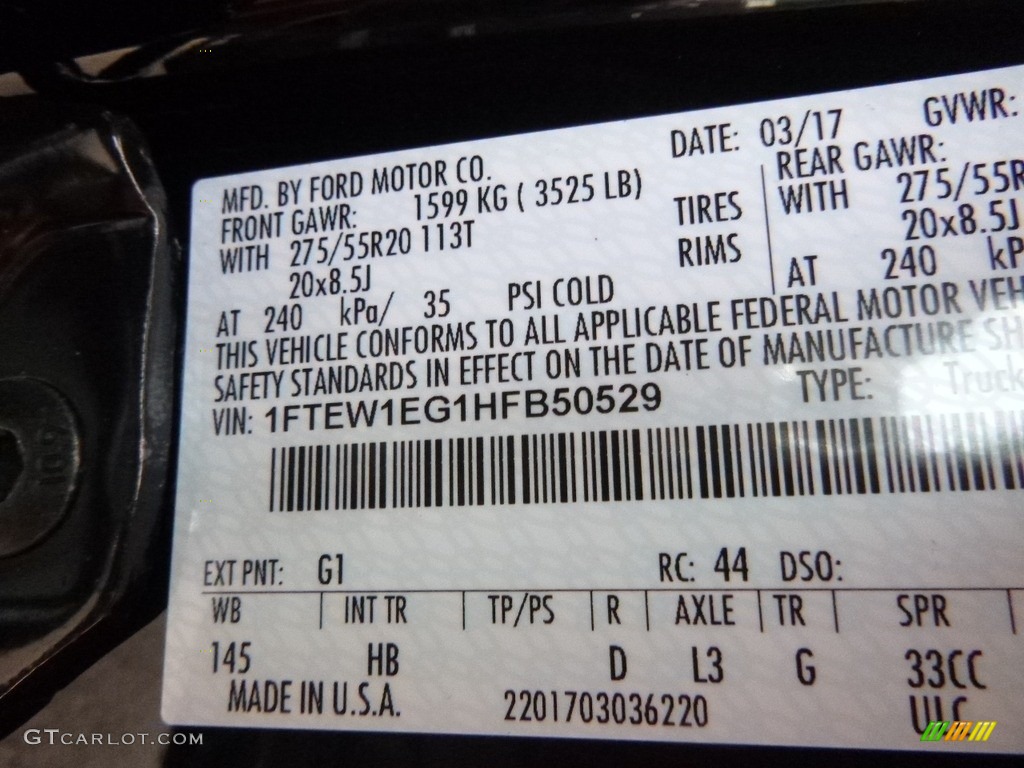 DATE: 03/17 GVWR:
MFD. BY FORD MOTOR CO.
FRONT GAWR: 1599 KG ( 3525 LB) REAR GAWR:
WITH 275/55R20 113T TIRES WITH 275/55R
20x8.5J RIMS 20x8.5J
AT 240 kPa/ 35 PSI COLD AT 240 kP
THIS VEHICLE CONFORMS TO ALL APPLICABLE FEDERAL MOTOR VEH
SAFETY STANDARDS IN EFFECT ON THE DATE OF MANUFACTURE SH
VIN: 1FTEW1EG1HFB50529 TYPE: Truck
EXT PNT: G1 RC: 44 DSO:
WB INT TR TP/PS R AXLE TR SPR
145 HB D L3 G 33CC
MADE IN U.S.A. 2201703036220 ULC
GTCARLOT.COM